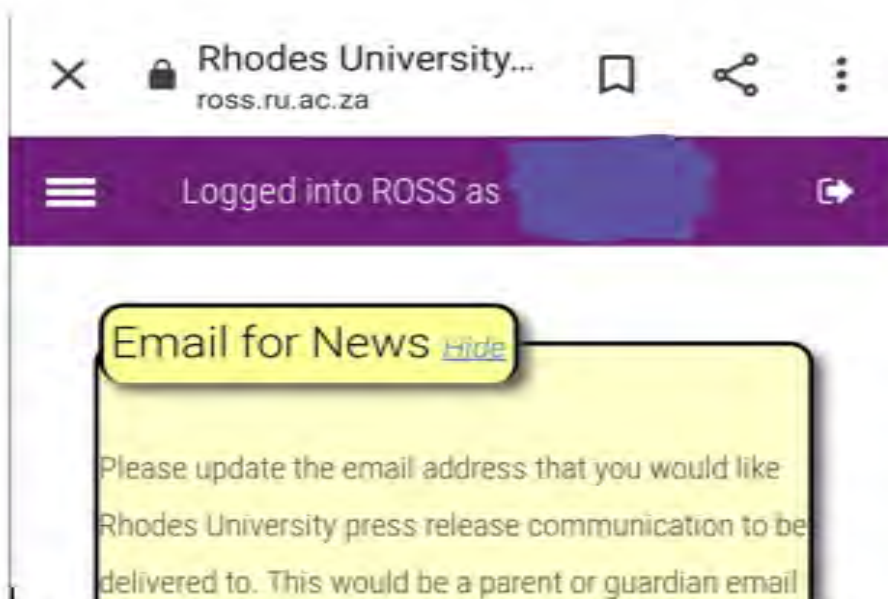 Rhodes University...
ross.ru.ac.za
Logged into ROSS as
Email for News Hide
Please update the email address that you would like
Rhodes University press release communication to be
delivered to. This would be a parent or guardian email